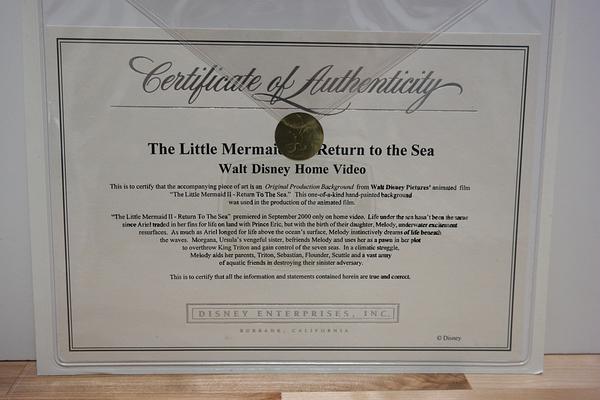 Certificate of Authenticity
The Little Mermai Return to the Sea
Walt Disney Home Video
This is to certify that the accompanying piece of art is an Original Production Background from Walt Disney Pictures' animated film
"The Little Mermaid II - Return To The Sea." This one-of-a-kind hand-painted background
was used in the production of the animated film.
"The Little Mermaid II - Return To The Sea" premiered in September 2000 only on home video. Life under the sea hasn't been the same
since Ariel traded in her fins for life on land with Prince Eric, but with the birth of their daughter, Melody, underwater excitement
resurfaces. As much as Ariel longed for life above the ocean's surface, Melody instinctively dreams of life beneath
the waves. Morgana, Ursula's vengeful sister, befriends Melody and uses her as a pawn in her plot
to overthrow King Triton and gain control of the seven seas. In a climatic struggle,
Melody aids her parents, Triton, Sebastian, Flounder, Scuttle and a vast army
of aquatic friends in destroying their sinister adversary.
This is to certify that all the information and statements contained herein are true and correct.
DISNEY ENTERPRISES, INC.
BURBANK, CALIFORNIA
© Disney